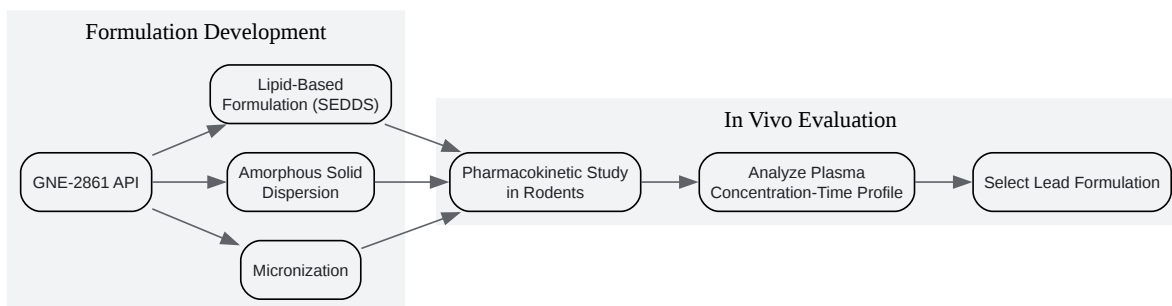 Formulation Development
Lipid-Based
Formulation (SEDDS)
GNE-2861 API
Amorphous Solid
Dispersion
Micronization
In Vivo Evaluation
Pharmacokinetic Study
in Rodents
Analyze Plasma
Concentration-Time Profile
Select Lead Formulation